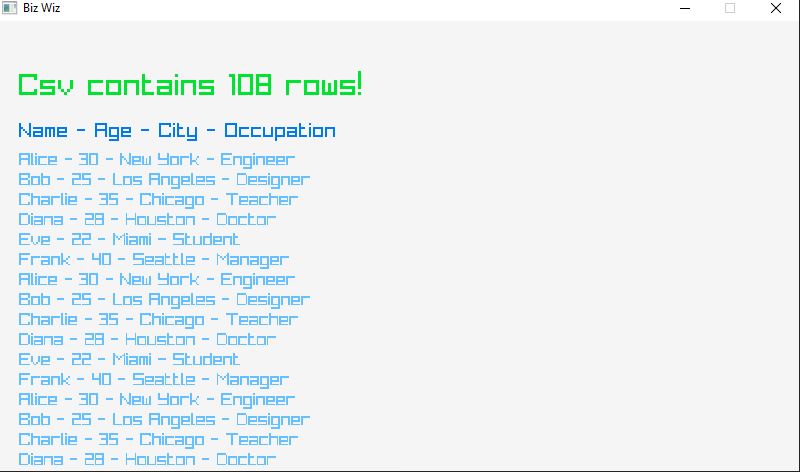 Biz Wiz
Csv contains 108 rows!
Name - Age - City - Occupation
Alice - 30 - New York - Engineer
Bob - 25 - Los Angeles - Designer
Charlie - 35 - Chicago - Teacher
Diana - 28 - Houston - Doctor
Eve - 22 - Miami - Student
Frank - 40 - Seattle - Manager
Alice - 30 - New York - Engineer
Bob - 25 - Los Angeles - Designer
Charlie - 35 - Chicago - Teacher
Diana - 28 - Houston - Doctor
Eve - 22 - Miami - Student
Frank - 40 - Seattle - Manager
Alice - 30 - New York - Engineer
Bob - 25 - Los Angeles - Designer
Charlie - 35 - Chicago - Teacher
Diana - 28 - Houston - Doctor